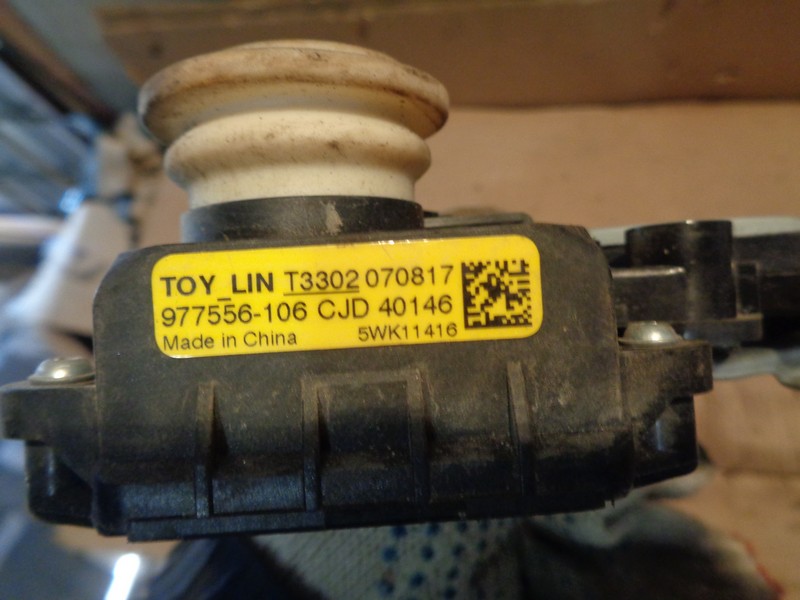 TOY_LIN T3302 070817
977556-106 CJD 40146
Made in China 5WK11416